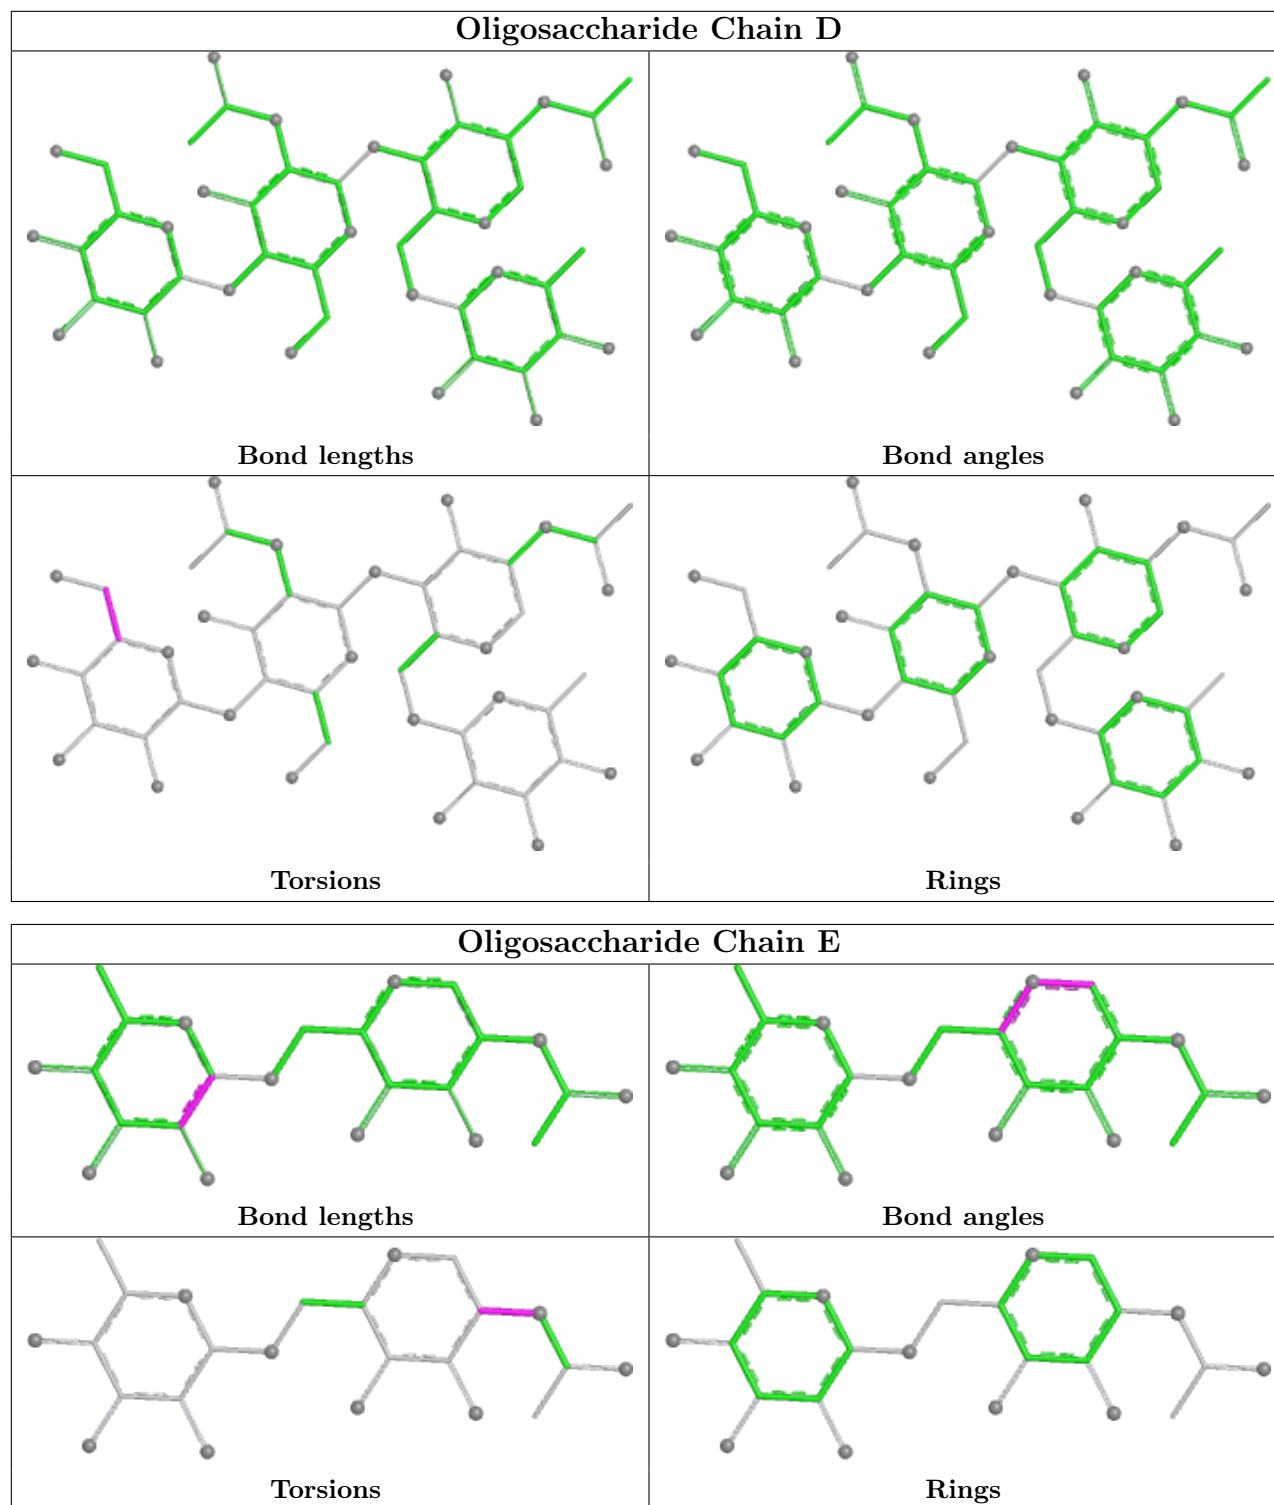 Oligosaccharide Chain D
Bond lengths
Bond angles
Torsions
Rings
Oligosaccharide Chain E
Bond lengths
Bond angles
Torsions
Rings